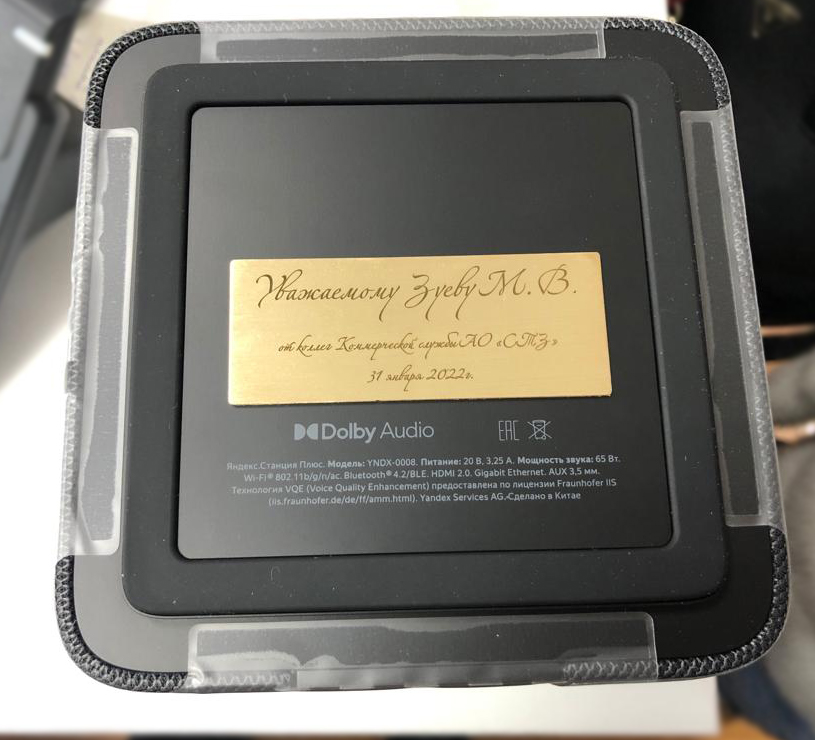 Уважаемому Зуеву М. В.
от коллег Коммерческой службы АО «СТЗ»
31 января 2022г.
Dolby Audio
EAC
Яндекс.Станция Плюс. Модель: YNDX-0008. Питание: 20 В, 3,25 А. Мощность звука: 65 Вт.
Wi-Fi® 802.11b/g/n/ac. Bluetooth® 4.2/BLE. HDMI 2.0. Gigabit Ethernet. AUX 3,5 мм.
Технология VQE (Voice Quality Enhancement) предоставлена по лицензии Fraunhofer IIS
(iis.fraunhofer.de/de/ff/amm.html). Yandex Services AG. Сделано в Китае